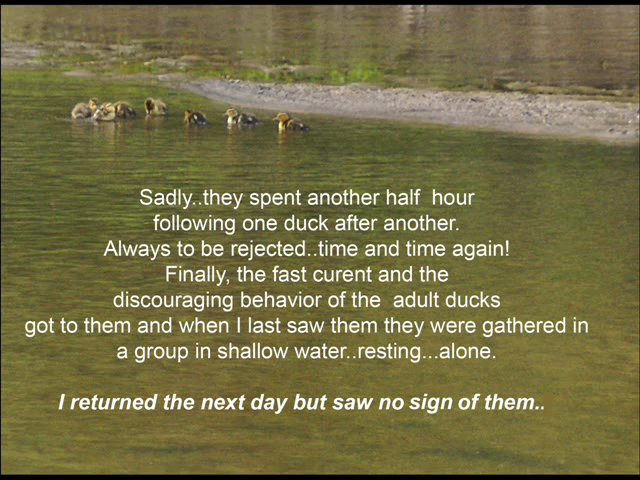 Sadly..they spent another half  hour
following one duck after another.
Always to be rejected..time and time again!
Finally, the fast curent and the
discouraging behavior of the  adult ducks
got to them and when I last saw them they were gathered in
a group in shallow water..resting...alone.
I returned the next day but saw no sign of them..